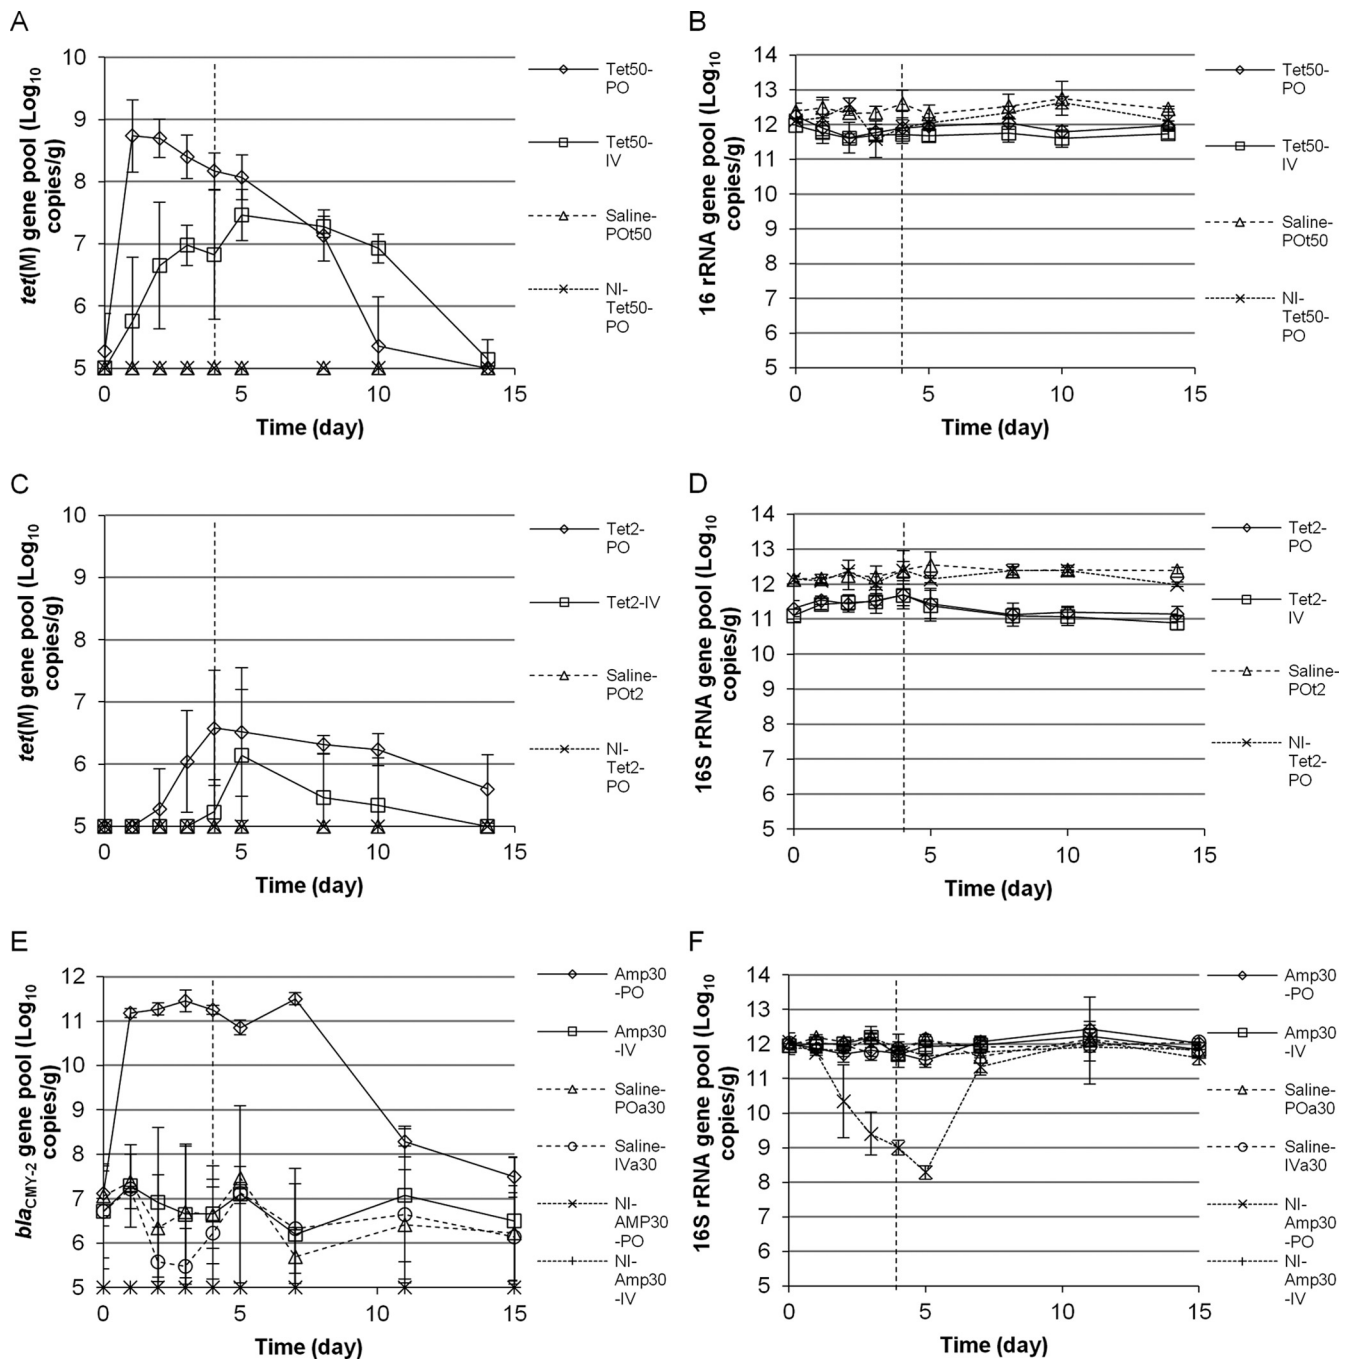 A
tet(M) gene pool (Log10
copies/g)
10
9
8
7
6
5
0
5
10
15
Time (day)
Tet50-
PO
Tet50-
IV
Saline-
POt50
NI-
Tet50-
PO
B
16 rRNA gene pool (Log10
copies/g)
14
13
12
11
10
9
8
7
6
5
0
5
10
15
Time (day)
Tet50-
PO
Tet50-
IV
Saline-
POt50
NI-
Tet50-
PO
C
tet(M) gene pool (Log10
copies/g)
10
9
8
7
6
5
0
5
10
15
Time (day)
Tet2-
PO
Tet2-IV
Saline-
POt2
NI-
Tet2-
PO
D
16S rRNA gene pool (Log10
copies/g)
14
13
12
11
10
9
8
7
6
5
0
5
10
15
Time (day)
Tet2-
PO
Tet2-
IV
Saline-
POt2
NI-
Tet2-
PO
E
blaCMY-2 gene pool (Log10
copies/g)
12
11
10
9
8
7
6
5
0
5
10
15
Time (day)
Amp30
-PO
Amp30
-IV
Saline-
POa30
Saline-
IVa30
NI-
AMP30
-PO
NI-
Amp30
-IV
F
16S rRNA gene pool (Log10
copies/g)
14
13
12
11
10
9
8
7
6
5
0
5
10
15
Time (day)
Amp30
-PO
Amp30
-IV
Saline-
POa30
Saline-
IVa30
NI-
Amp30
-PO
NI-
Amp30
-IV